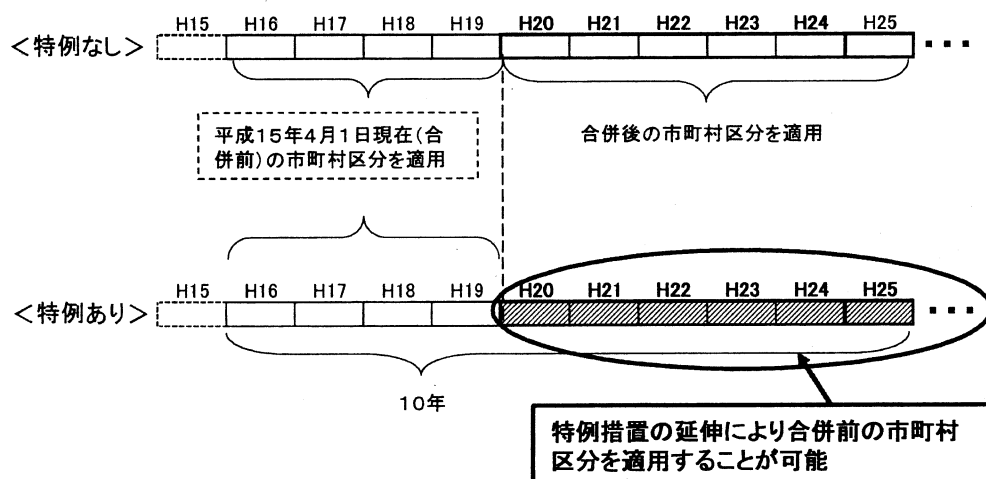 H15 H16 H17 H18 H19 H20 H21 H22 H23 H24 H25
＜特例なし＞ ・・・
平成15年4月1日現在(合
併前)の市町村区分を適用
合併後の市町村区分を適用
H15 H16 H17 H18 H19 H20 H21 H22 H23 H24 H25
＜特例あり＞ ・・・
10年
特例措置の延伸により合併前の市町村
区分を適用することが可能